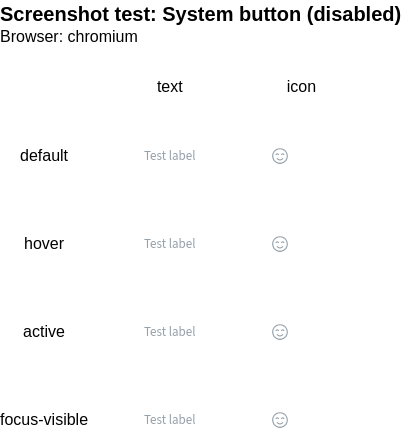 Screenshot test: System button (disabled)
Browser: chromium
text icon
default Test label
hover Test label
active Test label
focus-visible Test label